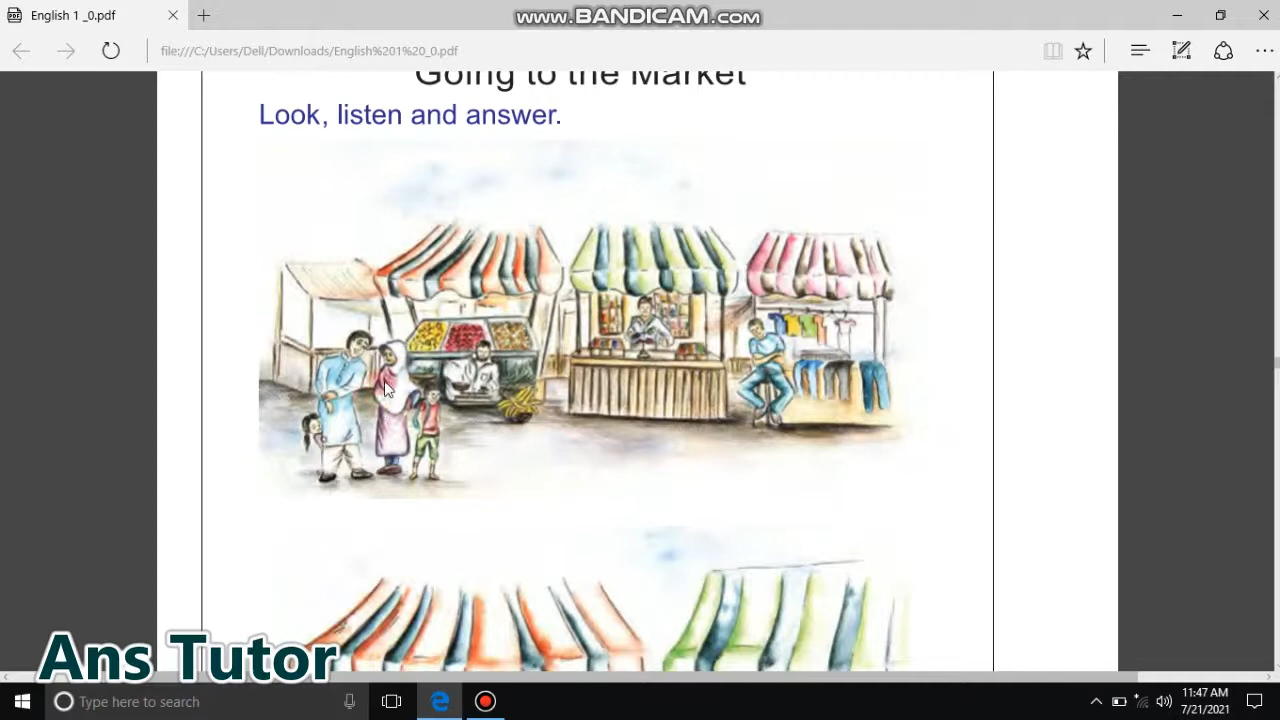 English 1 _0.pdf
www.BANDICAM.com
file:///C:/Users/Dell/Downloads/English%201%20_0.pdf
Going to the Market
Look, listen and answer.
Ans Tutor
Type here to search
11:47 AM
7/21/2021